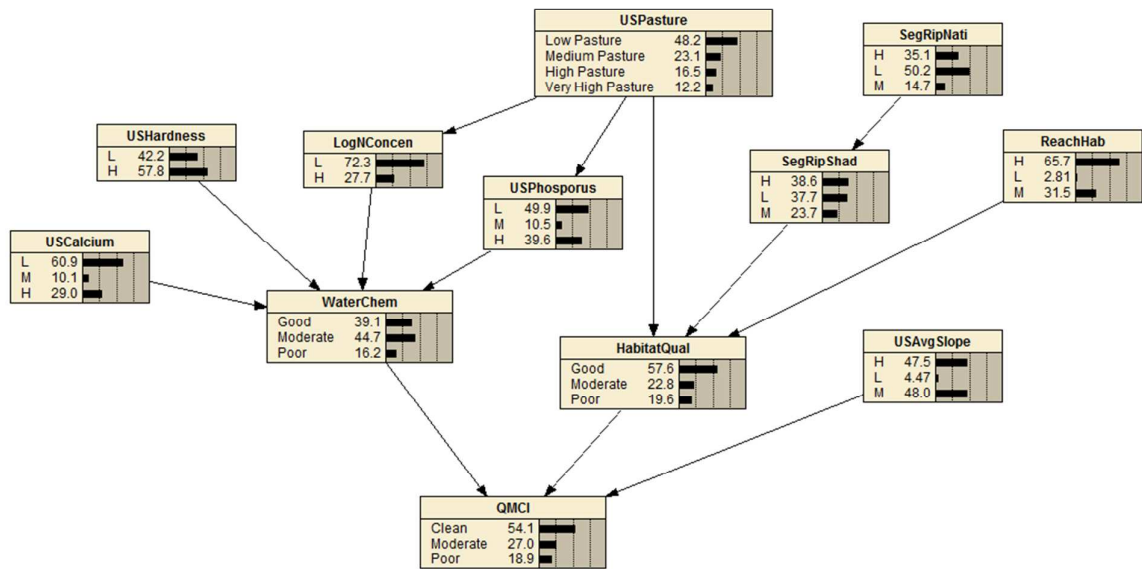 USPasture
Low Pasture 48.2
Medium Pasture 23.1
High Pasture 16.5
Very High Pasture 12.2
SegRipNati
H 35.1
L 50.2
M 14.7
USHardness
L 42.2
H 57.8
LogNConcen
L 72.3
H 27.7
ReachHab
H 65.7
L 2.81
M 31.5
SegRipShad
H 38.6
L 37.7
M 23.7
USPhosporus
L 49.9
M 10.5
H 39.6
USCalcium
L 60.9
M 10.1
H 29.0
WaterChem
Good 39.1
Moderate 44.7
Poor 16.2
HabitatQual
Good 57.6
Moderate 22.8
Poor 19.6
USAvgSlope
H 47.5
L 4.47
M 48.0
QMCI
Clean 54.1
Moderate 27.0
Poor 18.9